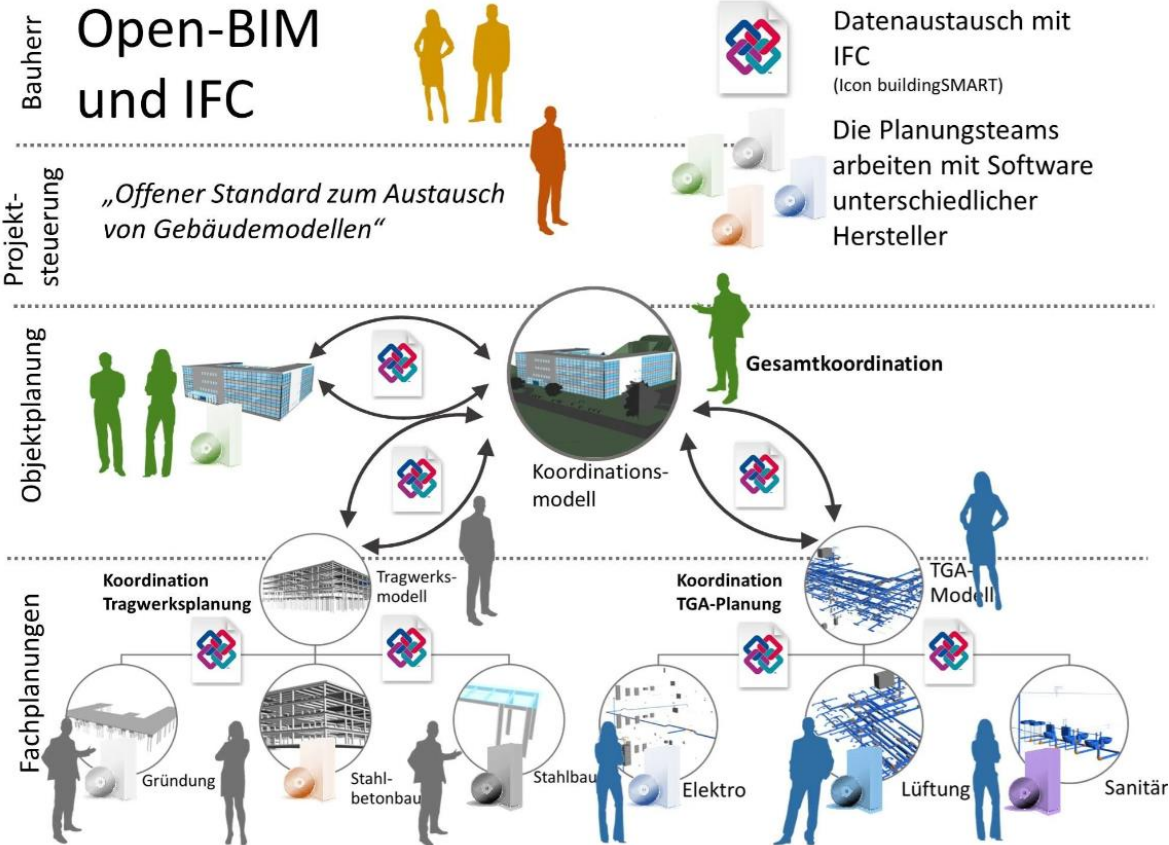 Bauherr
Open-BIM
und IFC
Datenaustausch mit
IFC
(Icon buildingSMART)
Die Planungsteams
arbeiten mit Software
unterschiedlicher
Hersteller
Projekt-
steuerung
„Offener Standard zum Austausch
von Gebäudemodellen“
Objektplanung
Gesamtkoordination
Koordinations-
modell
Fachplanungen
Koordination
Tragwerksplanung
Tragwerks-
modell
Koordination
TGA-Planung
TGA-
Modell
Gründung
Stahl-
betonbau
Stahlbau
Elektro
Lüftung
Sanitär